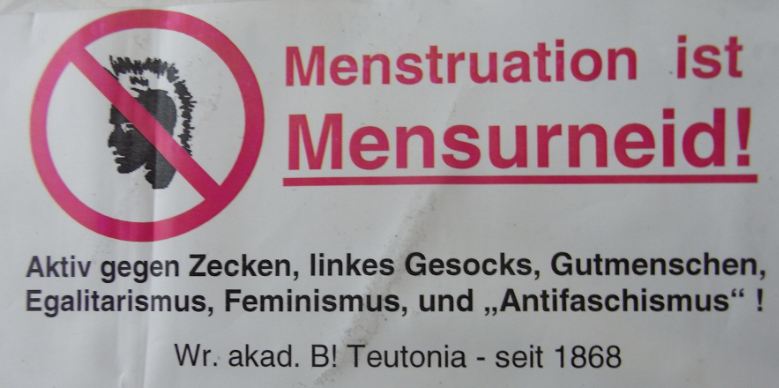 Menstruation ist
Mensurneid!
Aktiv gegen Zecken, linkes Gesocks, Gutmenschen,
Egalitarismus, Feminismus, und „Antifaschismus“ !
Wr. akad. B! Teutonia - seit 1868